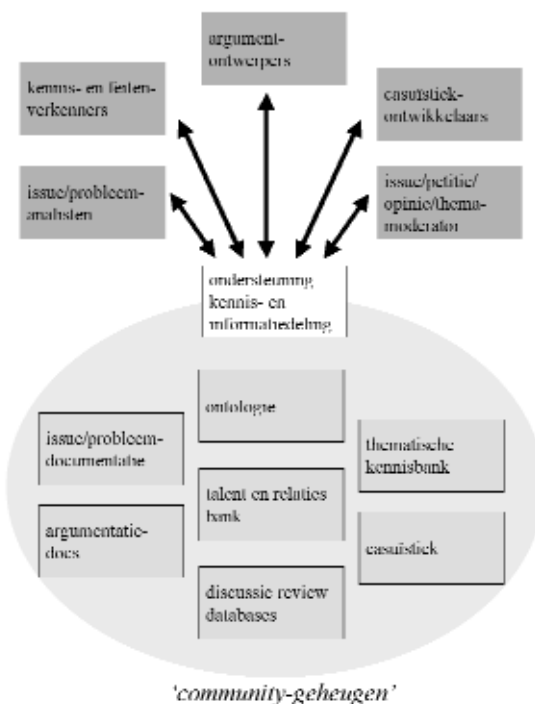 argument-
ontwerpers
kennis- en feiten-
verkenners
casuïstiek-
ontwikkelaars
issue/probleem-
analisten
issue/petitie/
opinie/thema-
moderator
ondersteuning
kennis- en
informatiedeling
ontologie
issue/probleem-
documentatie
thematische
kennisbank
talent en relaties
bank
argumentatie-
docs
casuïstiek
discussie review
databases
‘community-geheugen’